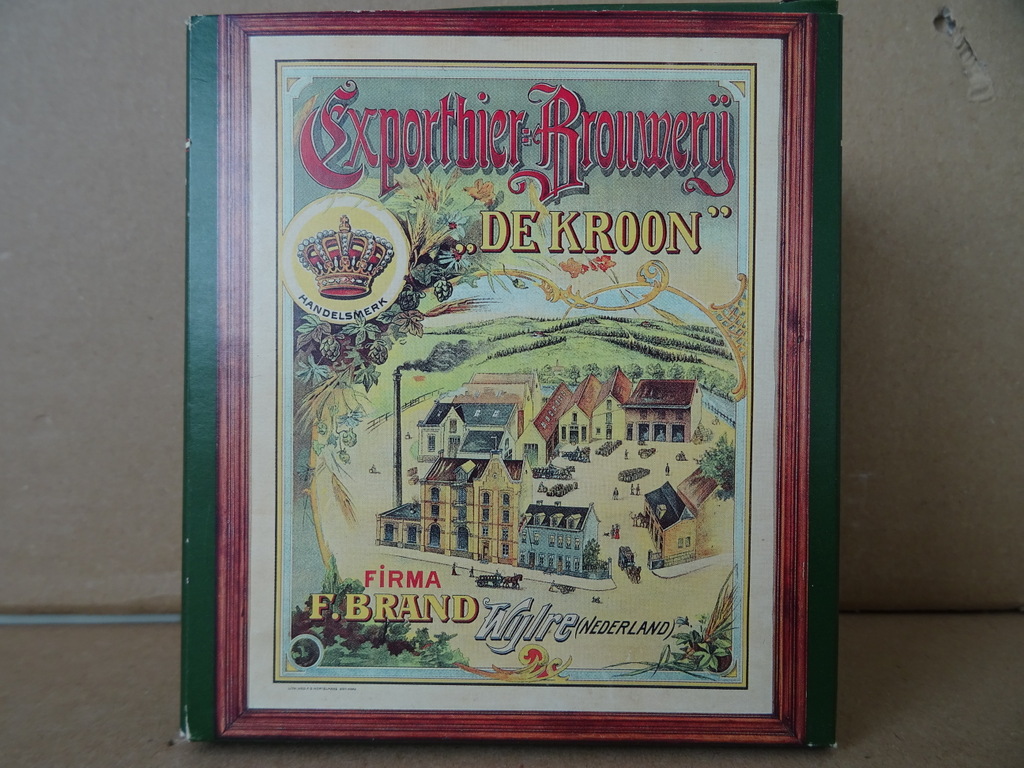 Exportbier-Brouwerij
„DE KROON”
HANDELSMERK
FiRMA
F. BRAND Wijlre (NEDERLAND)